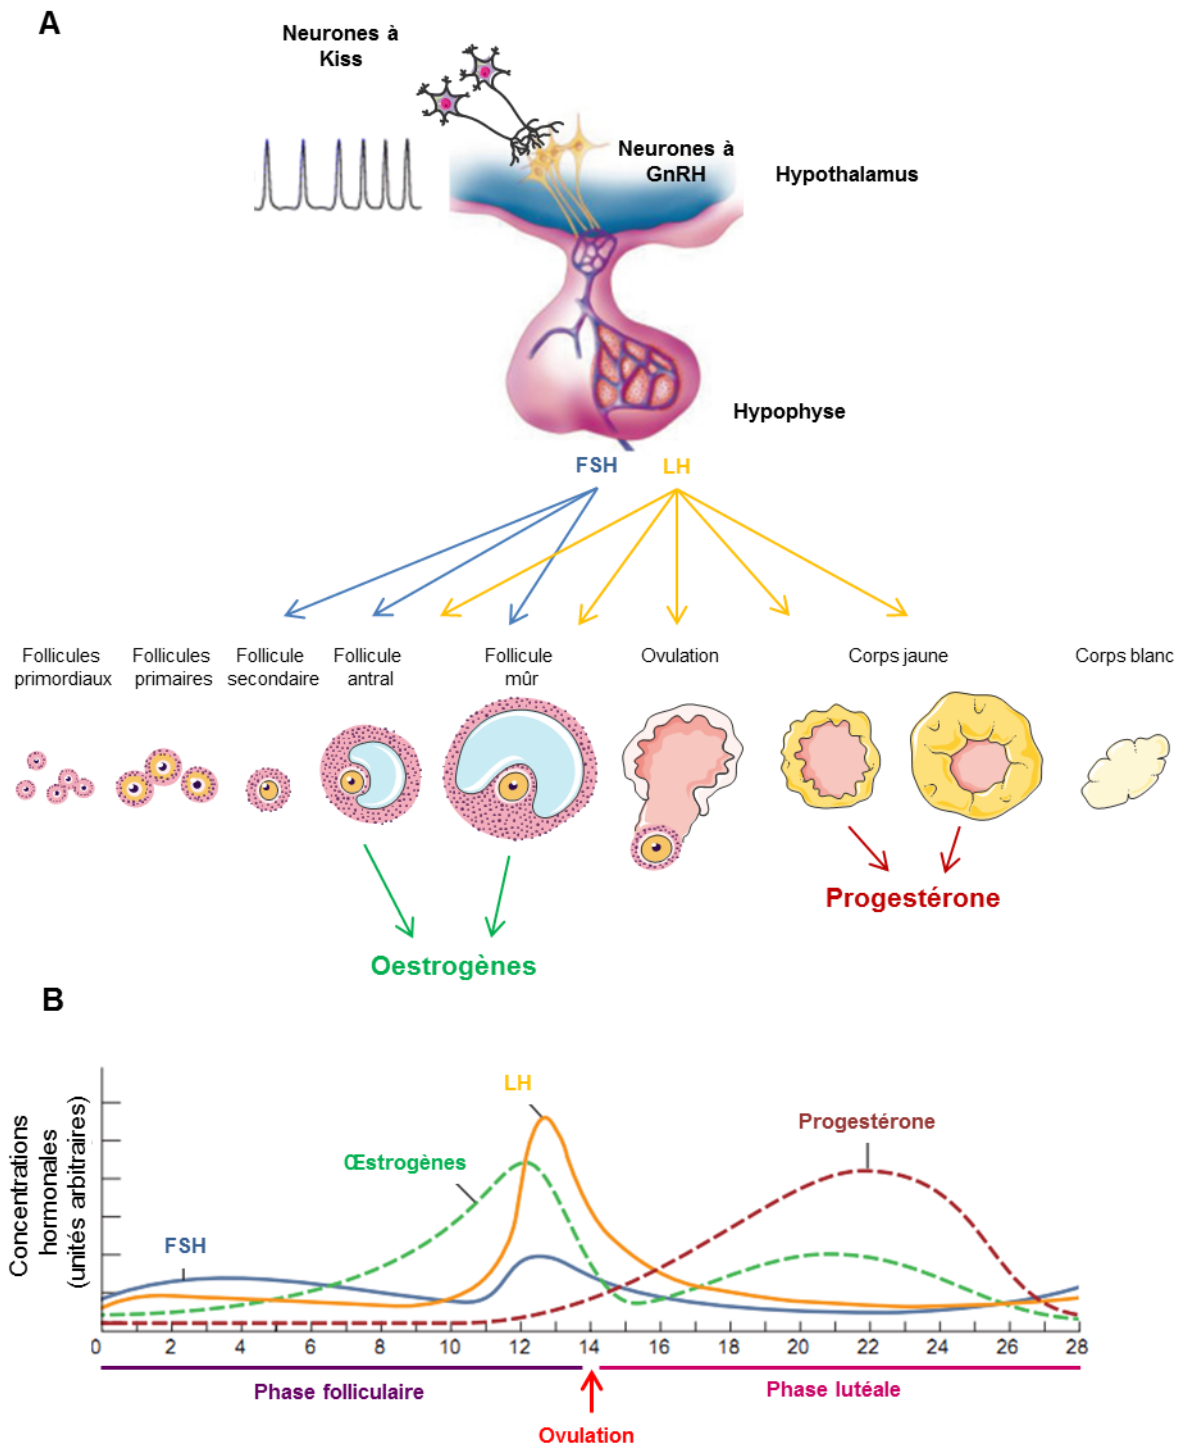 A
Neurones à
Kiss
Neurones à
GnRH
Hypothalamus
Hypophyse
FSH
LH
Follicules
primordiaux
Follicules
primaires
Follicule
secondaire
Follicule
antral
Follicule
mûr
Ovulation
Corps jaune
Corps blanc
Progestérone
Oestrogènes
B
Concentrations
hormonales
(unités arbitraires)
LH
Progestérone
Œstrogènes
FSH
0 2 4 6 8 10 12 14 16 18 20 22 24 26 28
Phase folliculaire
Phase lutéale
Ovulation